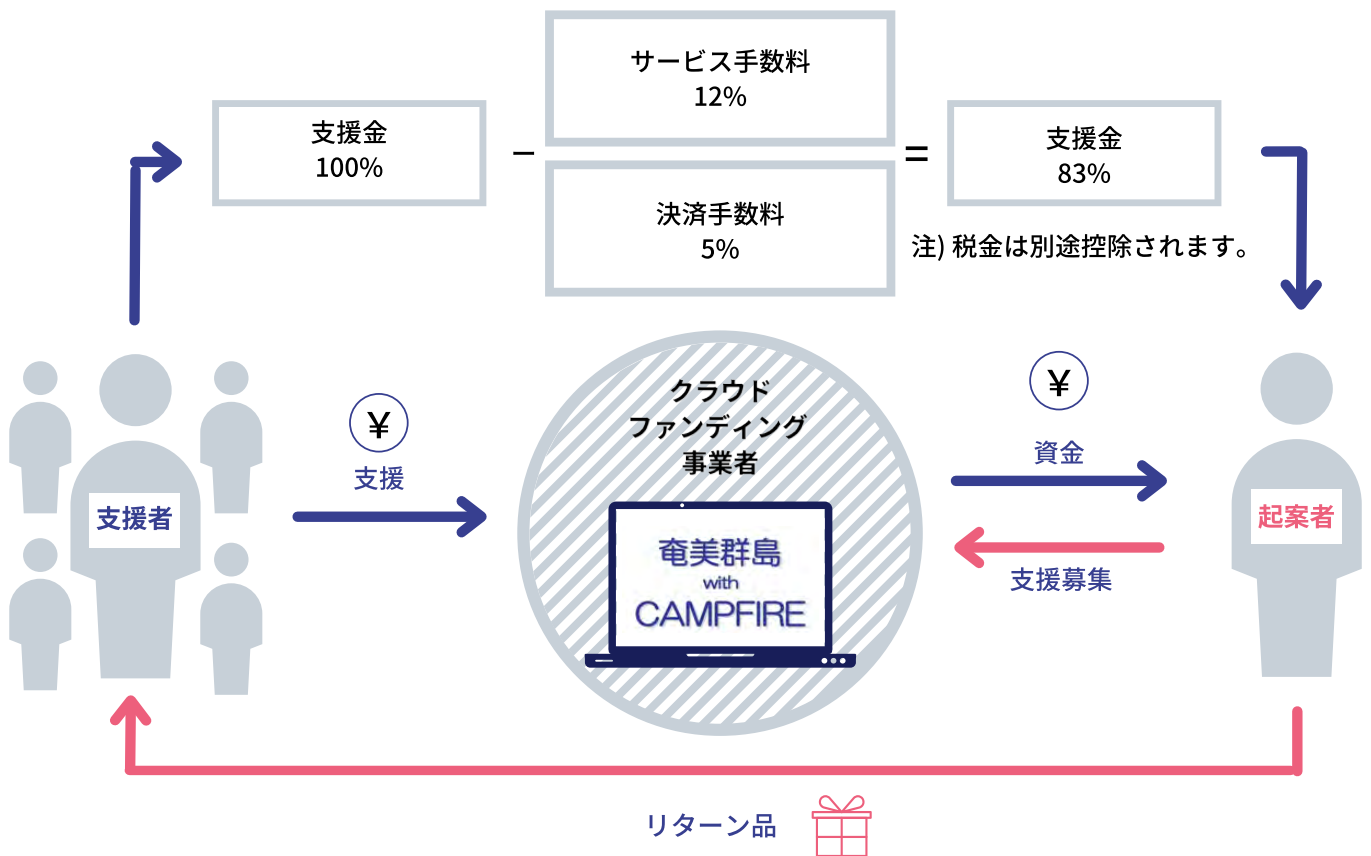 サービス手数料
12%
支援金
100%
−
=
支援金
83%
決済手数料
5%
注) 税金は別途控除されます。
クラウド
ファンディング
事業者
¥
支援
¥
資金
支援者
起案者
奄美群島
with
CAMPFIRE
支援募集
リターン品